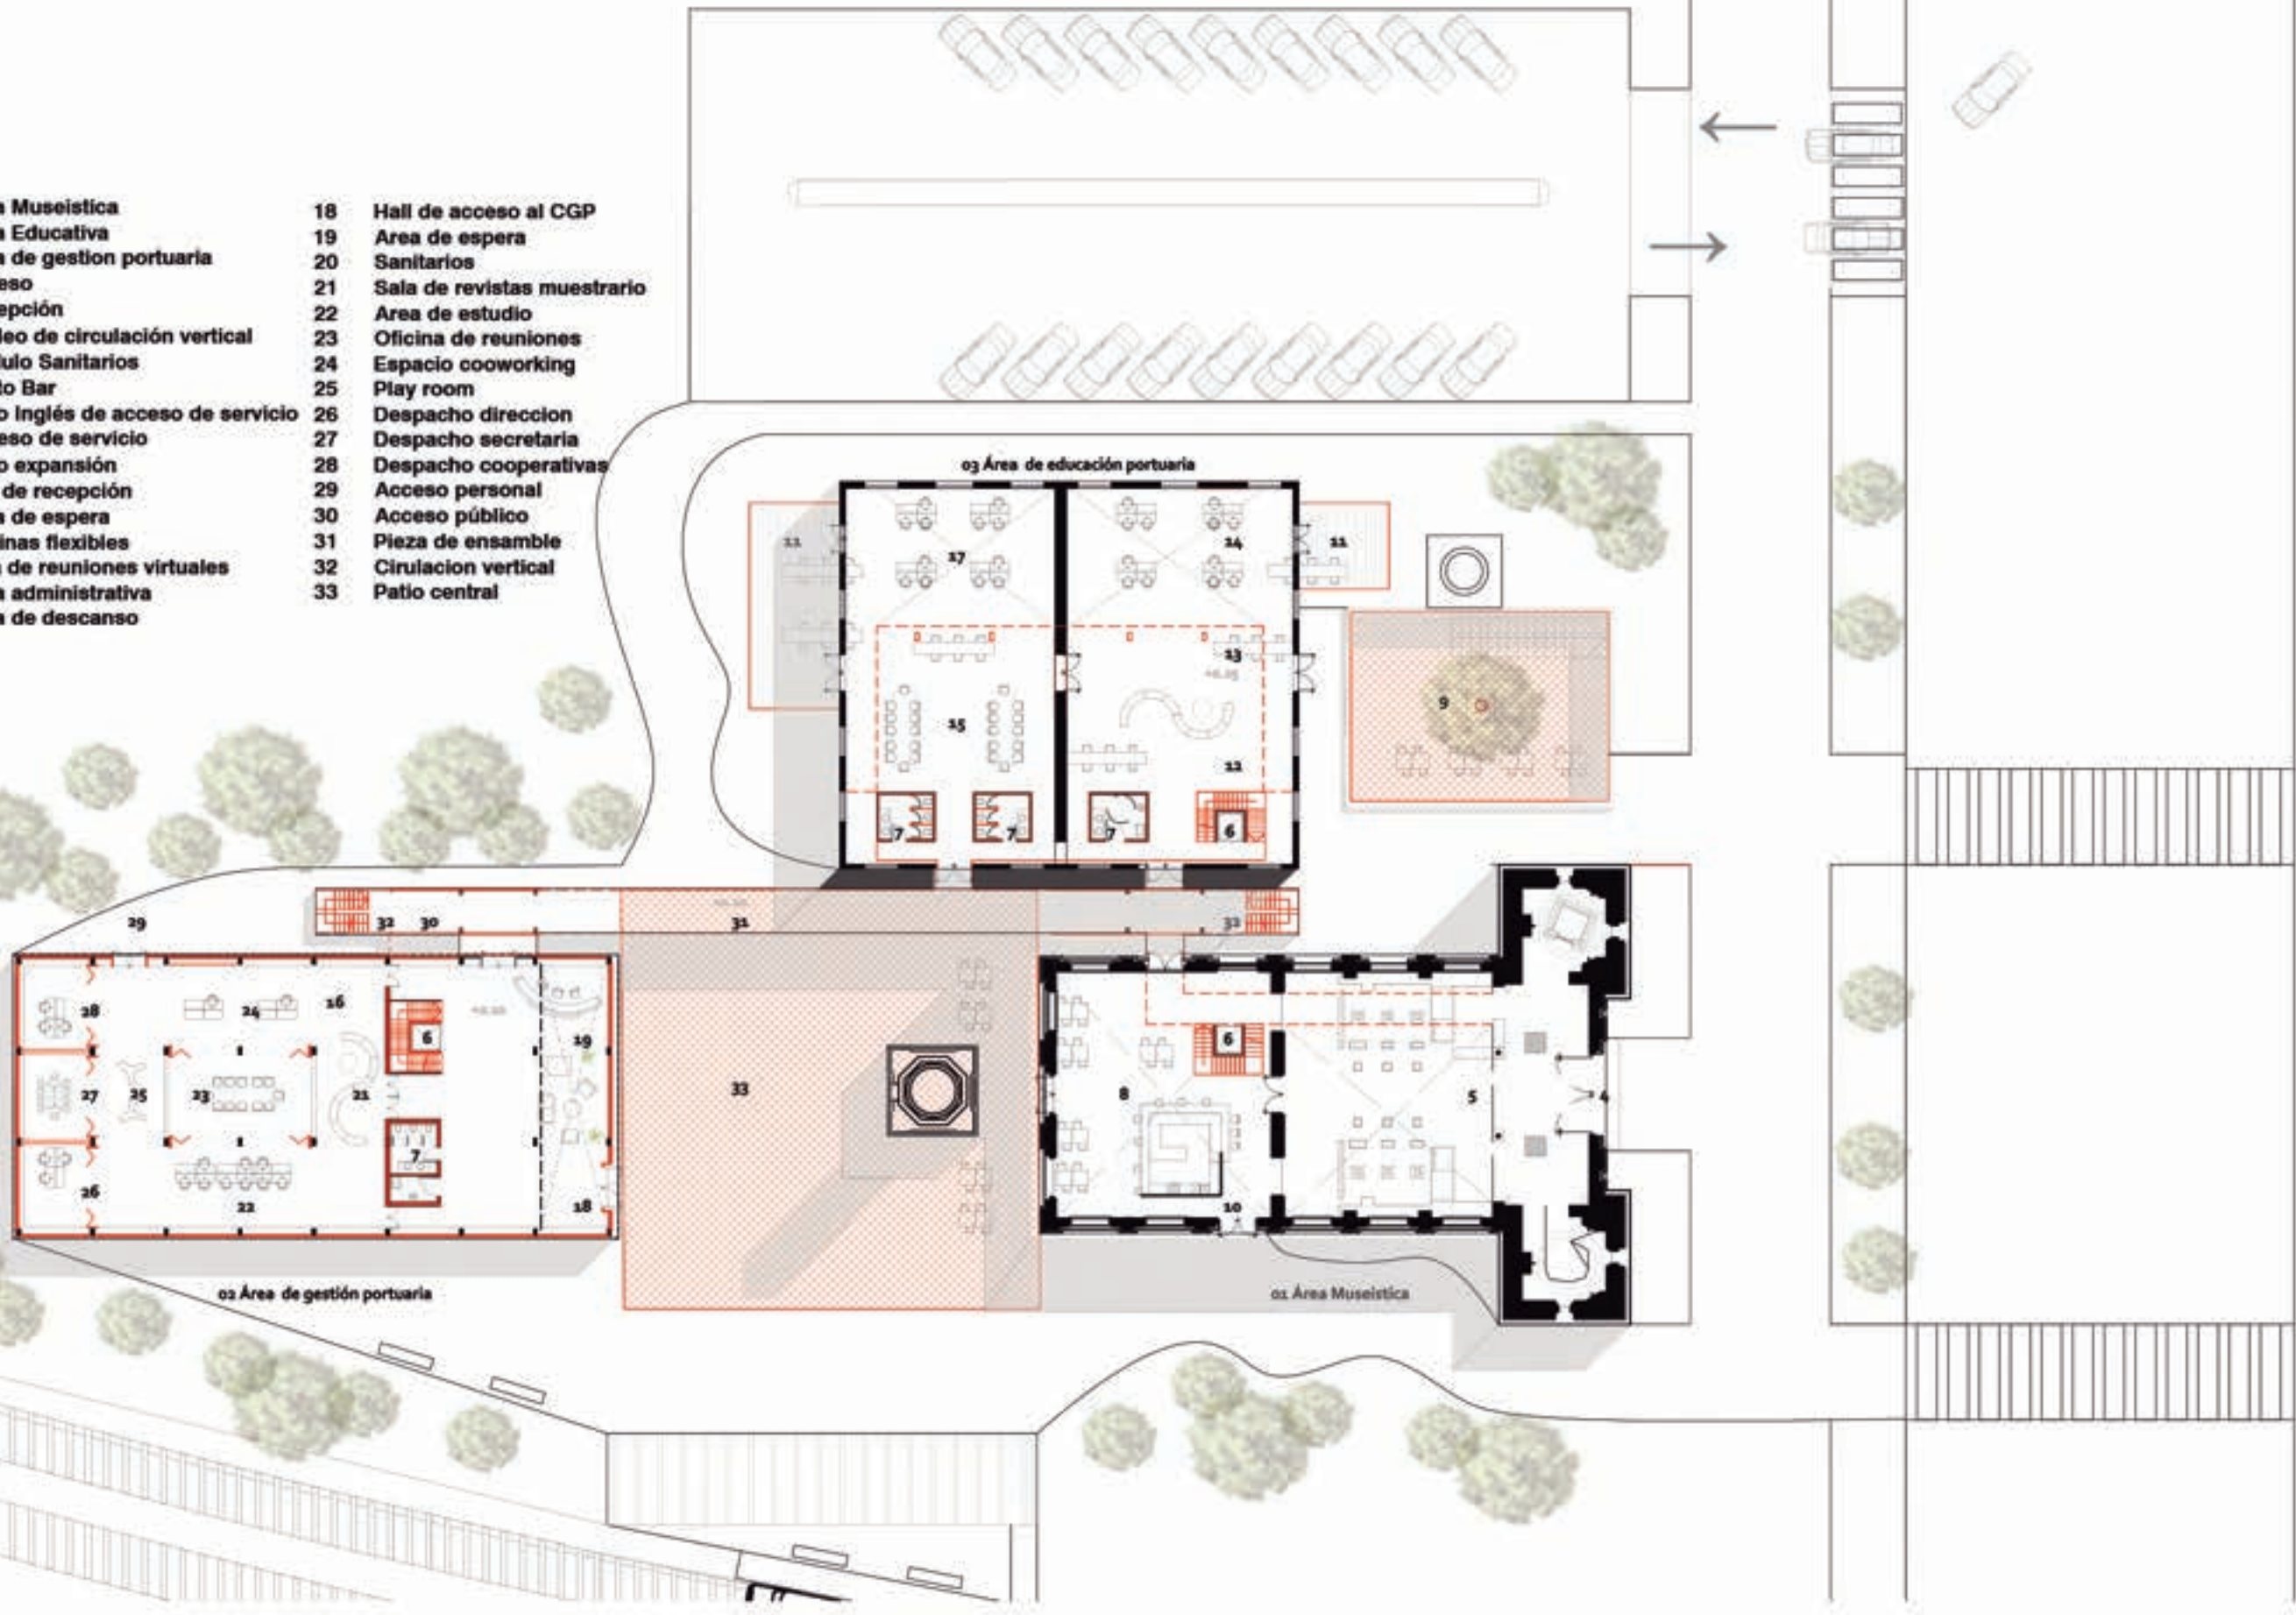 a Museistica
a Educativa
a de gestion portuaria
eso
epción
leo de circulación vertical
lulo Sanitarios
to Bar
o Inglés de acceso de servicio
eso de servicio
o expansión
de recepción
a de espera
inas flexibles
a de reuniones virtuales
a administrativa
a de descanso
18 Hall de acceso al CGP
19 Area de espera
20 Sanitarios
21 Sala de revistas muestrario
22 Area de estudio
23 Oficina de reuniones
24 Espacio cooworking
25 Play room
26 Despacho direccion
27 Despacho secretaria
28 Despacho cooperativas
29 Acceso personal
30 Acceso público
31 Pieza de ensamble
32 Cirulacion vertical
33 Patio central
03 Área de educación portuaria
11
17
14
11
13
9
15
12
7
7
7
6
29
32
30
31
32
28
24
16
6
19
27
25
23
21
33
6
8
5
4
7
26
22
18
10
02 Área de gestión portuaria
01 Área Museistica